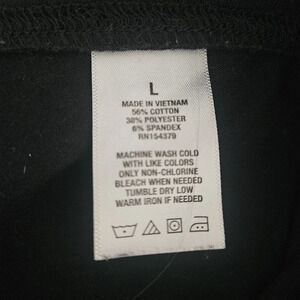 L
MADE IN VIETNAM
56% COTTON
38% POLYESTER
6% SPANDEX
RN154379
MACHINE WASH COLD
WITH LIKE COLORS
ONLY NON-CHLORINE
BLEACH WHEN NEEDED
TUMBLE DRY LOW
WARM IRON IF NEEDED